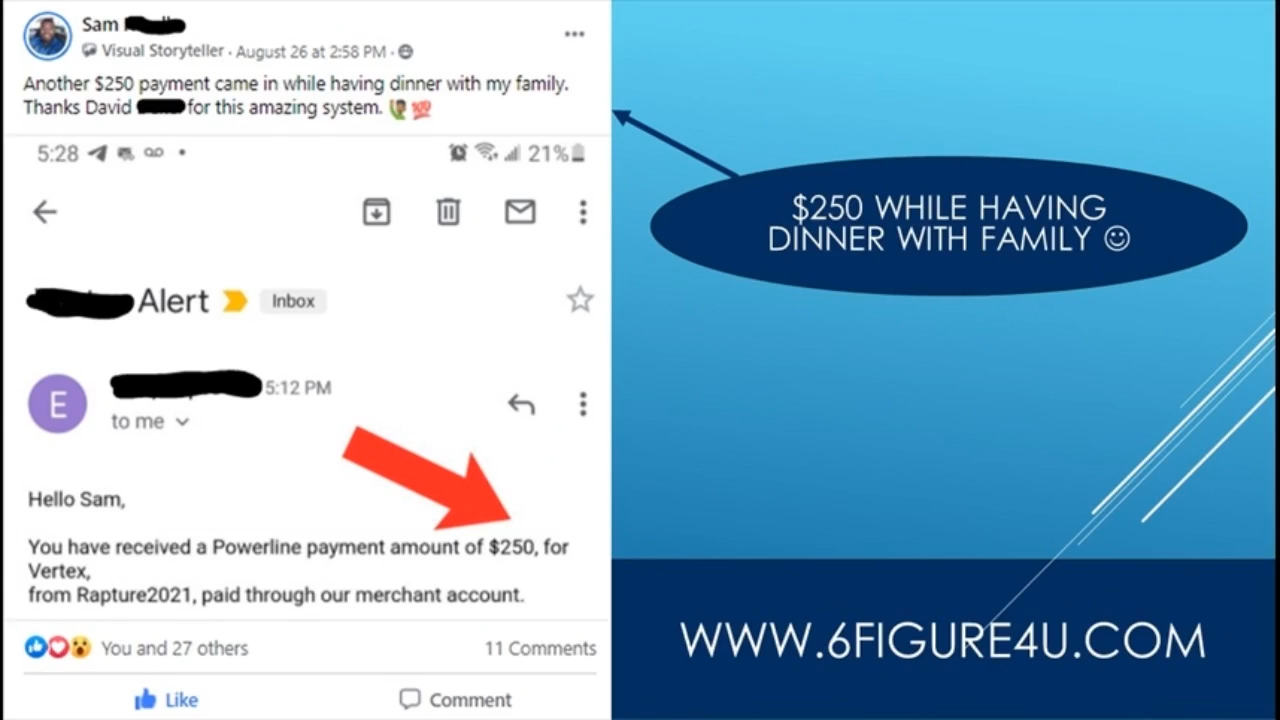 Sam
Visual Storyteller · August 26 at 2:58 PM ·
Another $250 payment came in while having dinner with my family.
Thanks David for this amazing system. 🙋🏽‍♂️💯
5:28
21%
Alert
Inbox
E
5:12 PM
to me
Hello Sam,
You have received a Powerline payment amount of $250, for
Vertex,
from Rapture2021, paid through our merchant account.
You and 27 others
11 Comments
Like
Comment
$250 WHILE HAVING
DINNER WITH FAMILY ☺
WWW.6FIGURE4U.COM